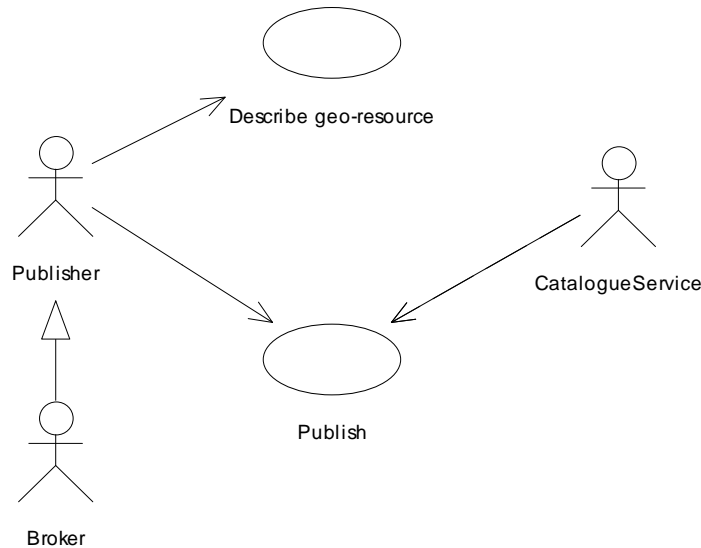 Describe geo-resource
Publisher
CatalogueService
Publish
Broker